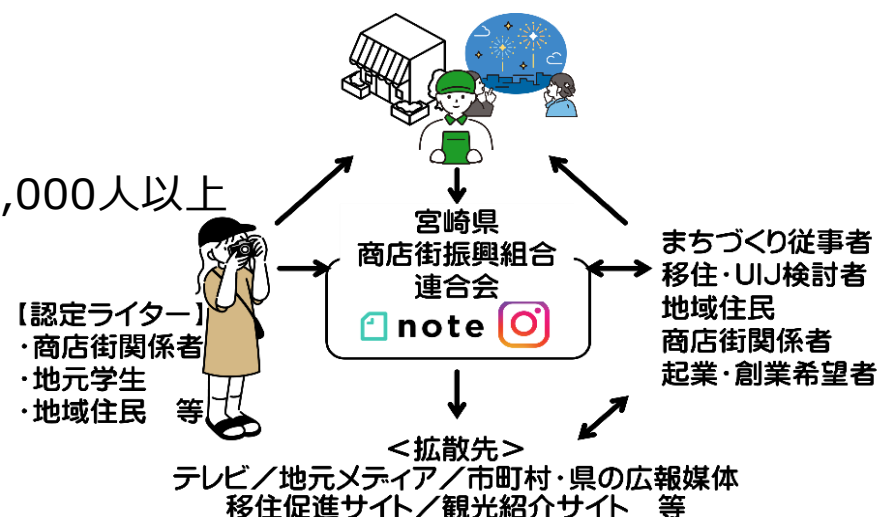 ,000人以上
宮崎県
商店街振興組合
連合会
note
【認定ライター】
・商店街関係者
・地元学生
・地域住民　等
まちづくり従事者
移住・UIJ検討者
地域住民
商店街関係者
起業・創業希望者
＜拡散先＞
テレビ／地元メディア／市町村・県の広報媒体
移住促進サイト／観光紹介サイト　等